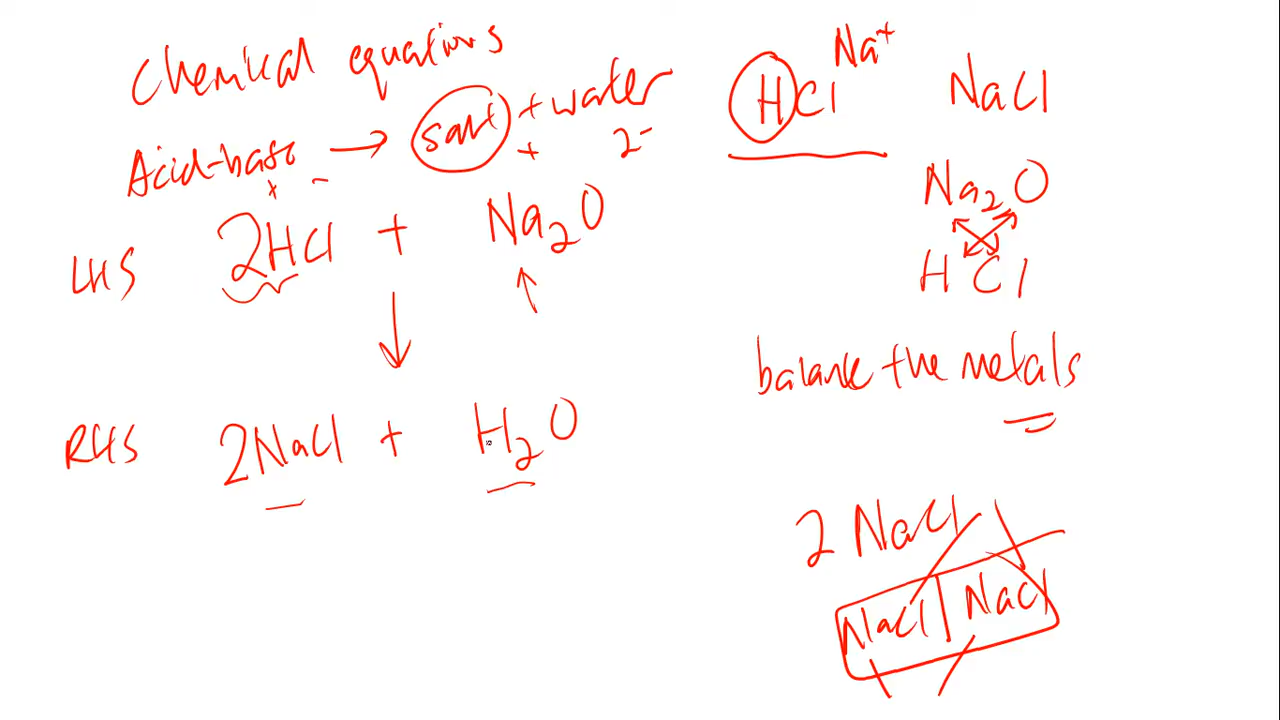 Chemical equations
Acid-base → salt + water
+ - + 2-
LHS 2HCl + Na2O
↓
RHS 2NaCl + H2O
HCl Na+ NaCl
Na2O
HCl
balance the metals
2 NaCl
NaCl | NaCl